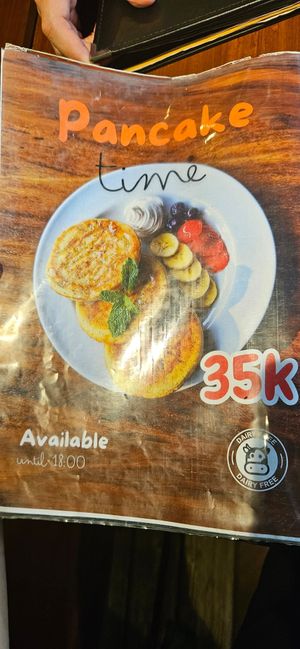 Pancake
time
35k
Available
until 18:00
DAIRY FREE
DAIRY FREE